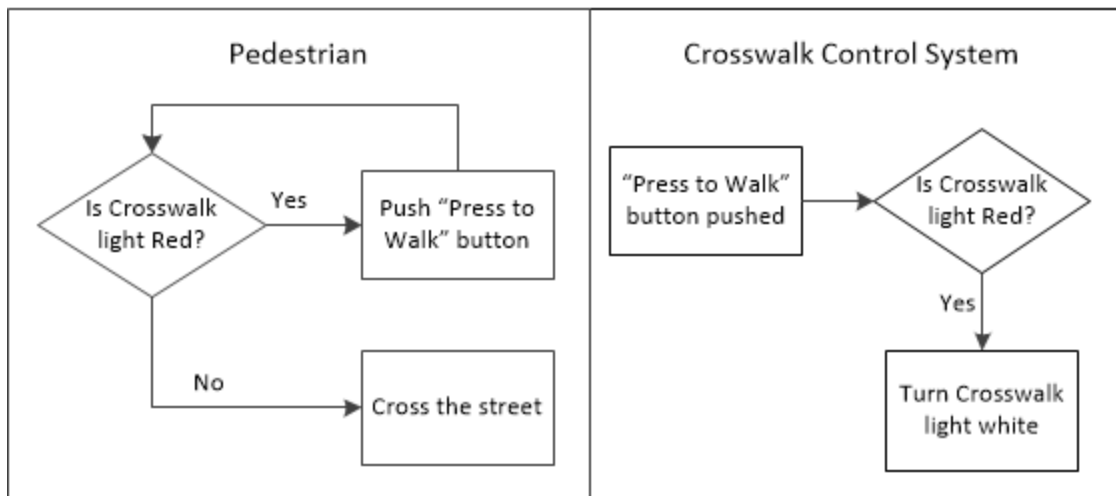 Pedestrian
Is Crosswalk
light Red?
Yes
Push “Press to
Walk” button
No
Cross the street
Crosswalk Control System
“Press to Walk”
button pushed
Is Crosswalk
light Red?
Yes
Turn Crosswalk
light white